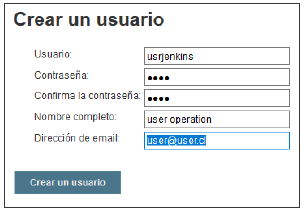 Crear un usuario
Usuario: usrjenkins
Contraseña: ••••
Confirma la contraseña: ••••
Nombre completo: user operation
Dirección de email: user@user.cl
Crear un usuario